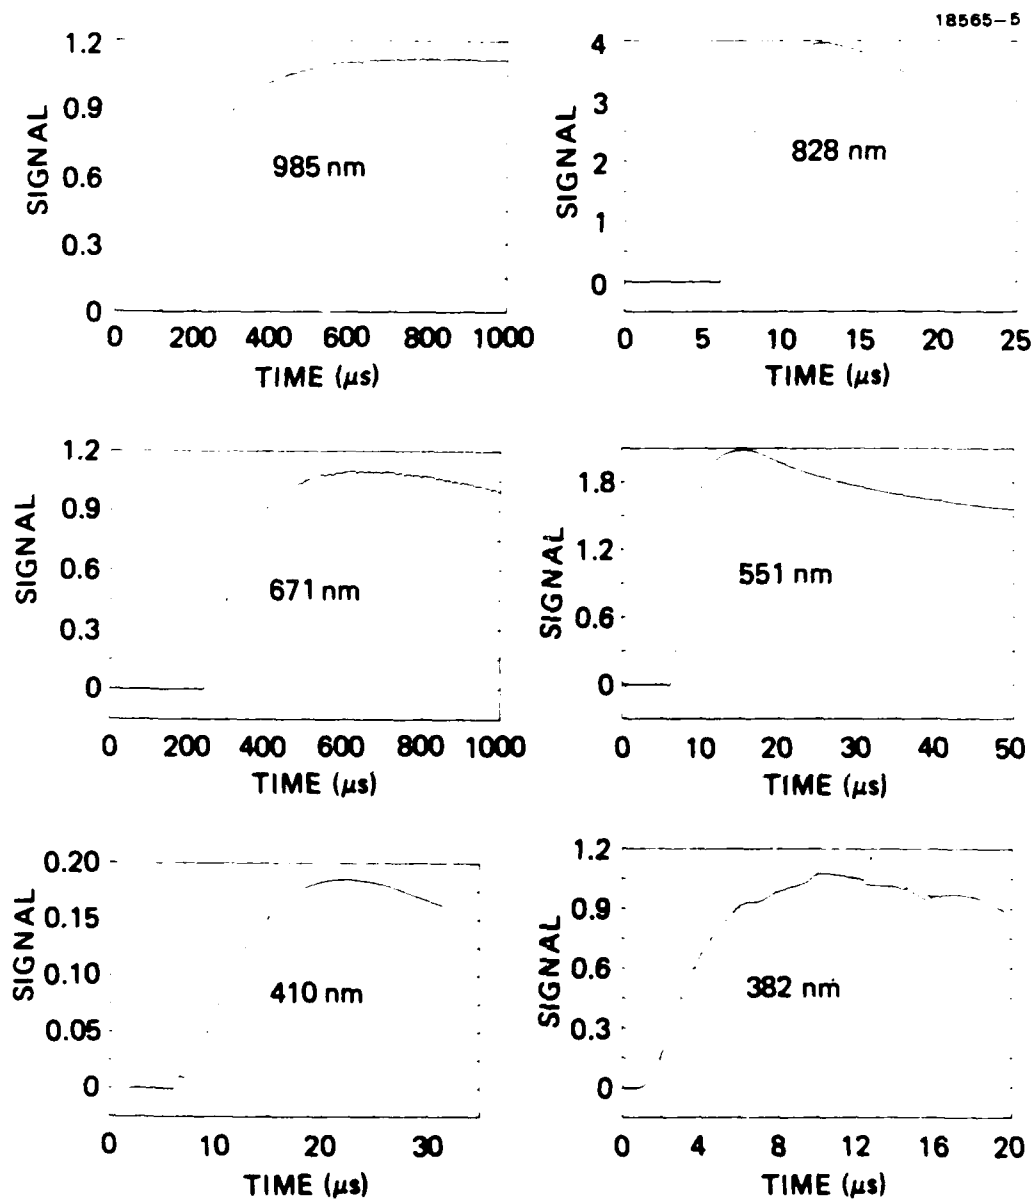 18565-5
1.2
0.9
0.6
0.3
0
SIGNAL
985 nm
0 200 400 600 800 1000
TIME (μs)
4
3
2
1
0
SIGNAL
828 nm
0 5 10 15 20 25
TIME (μs)
1.2
0.9
0.6
0.3
0
SIGNAL
671 nm
0 200 400 600 800 1000
TIME (μs)
1.8
1.2
0.6
0
SIGNAL
551 nm
0 10 20 30 40 50
TIME (μs)
0.20
0.15
0.10
0.05
0
SIGNAL
410 nm
0 10 20 30
TIME (μs)
1.2
0.9
0.6
0.3
0
SIGNAL
382 nm
0 4 8 12 16 20
TIME (μs)